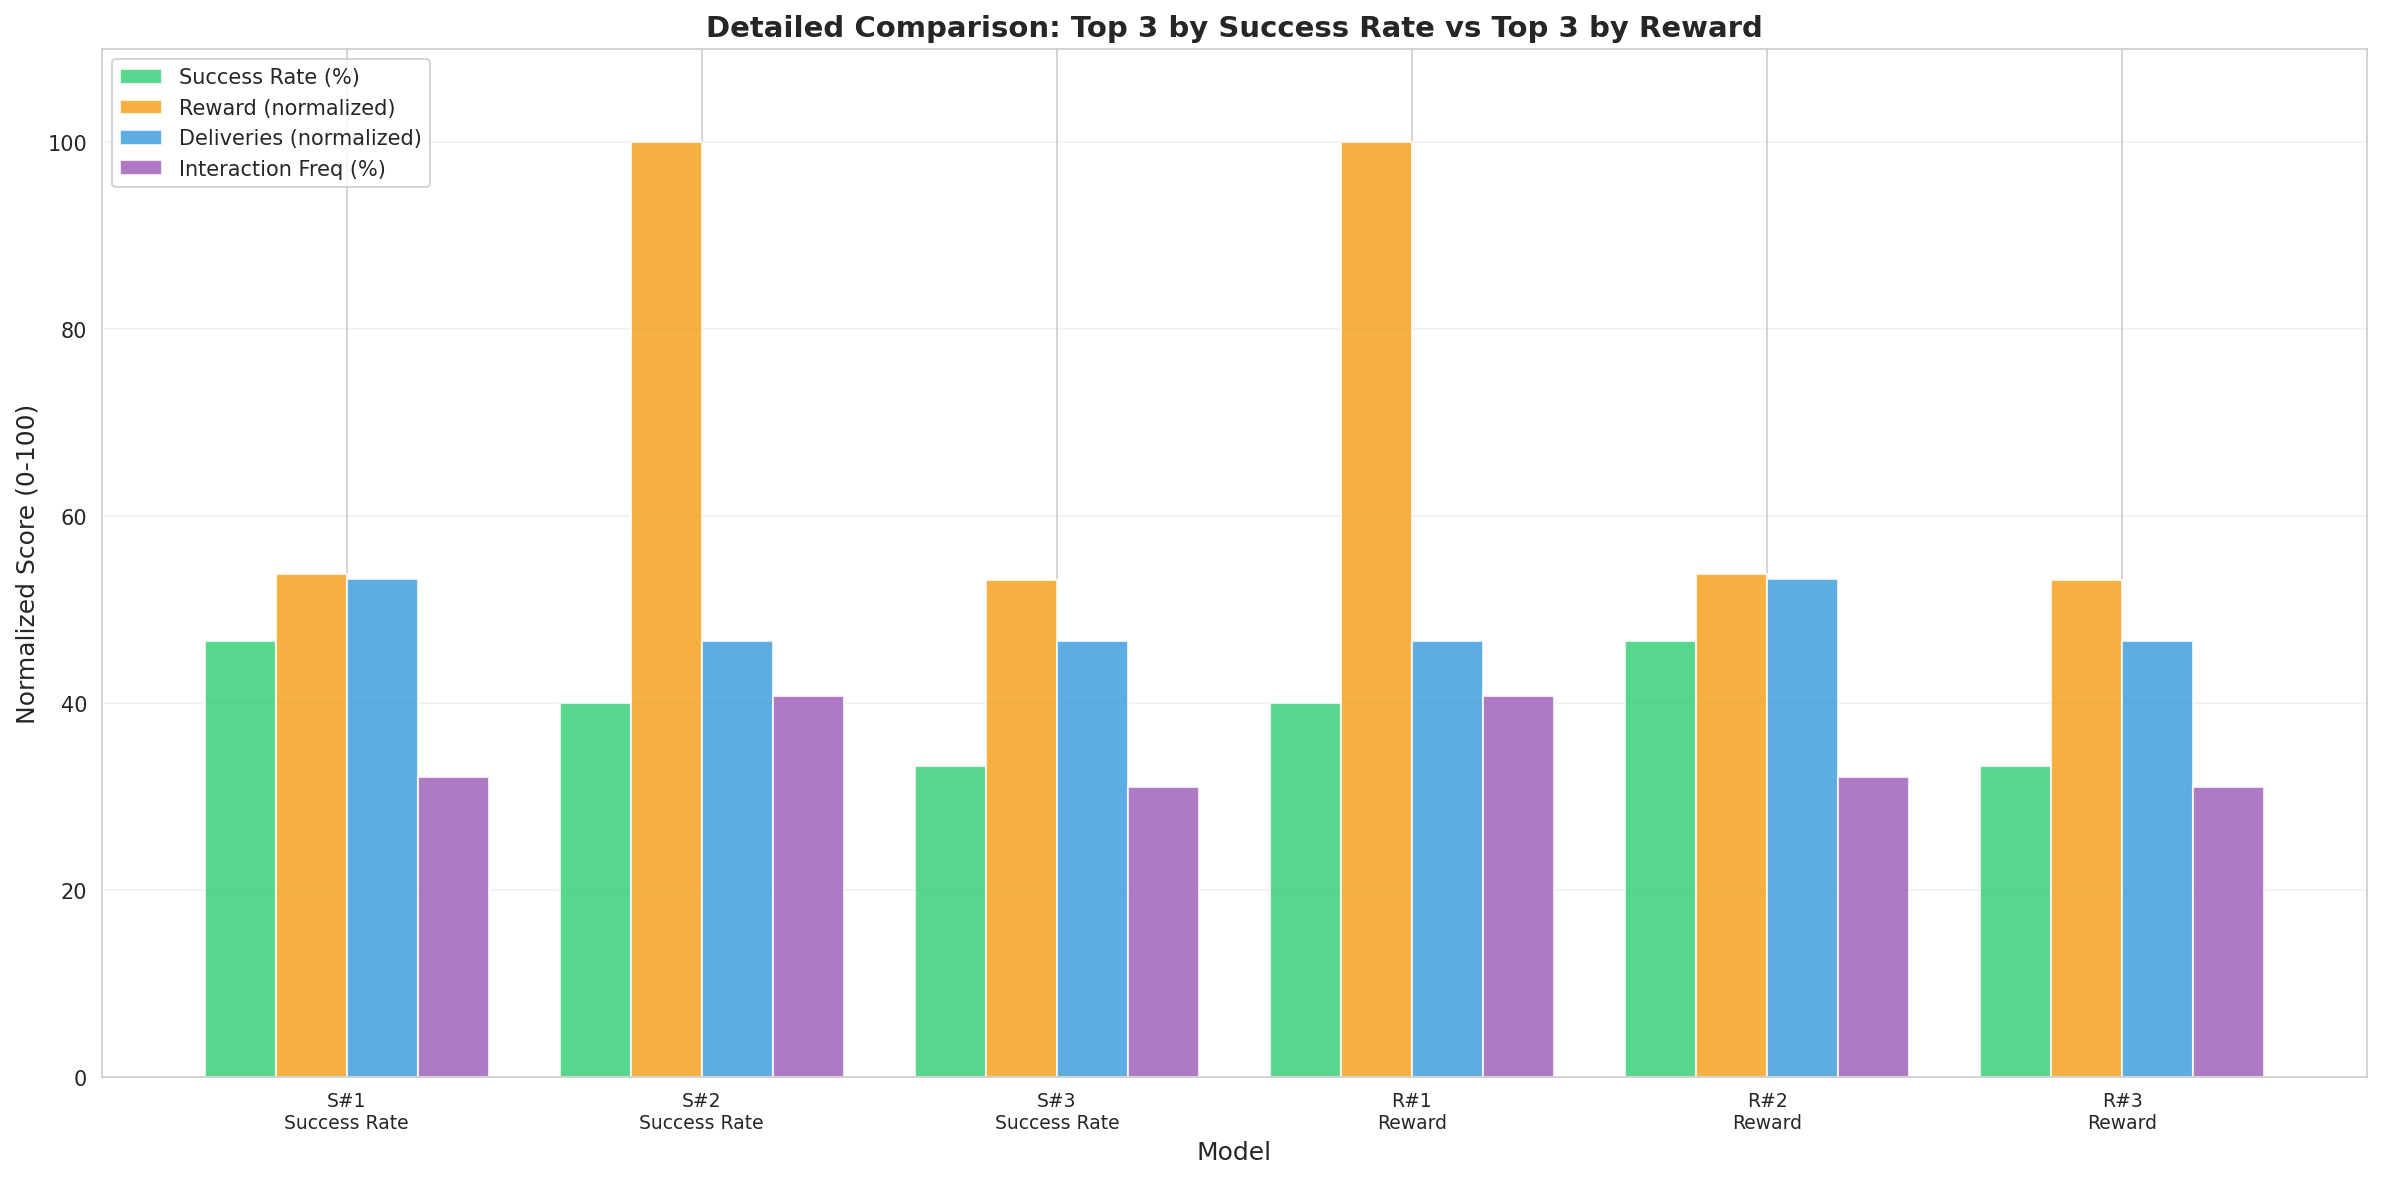 Detailed Comparison: Top 3 by Success Rate vs Top 3 by Reward
Success Rate (%)
Reward (normalized)
Deliveries (normalized)
Interaction Freq (%)
Normalized Score (0-100)
100
80
60
40
20
0
S#1
Success Rate
S#2
Success Rate
S#3
Success Rate
R#1
Reward
R#2
Reward
R#3
Reward
Model